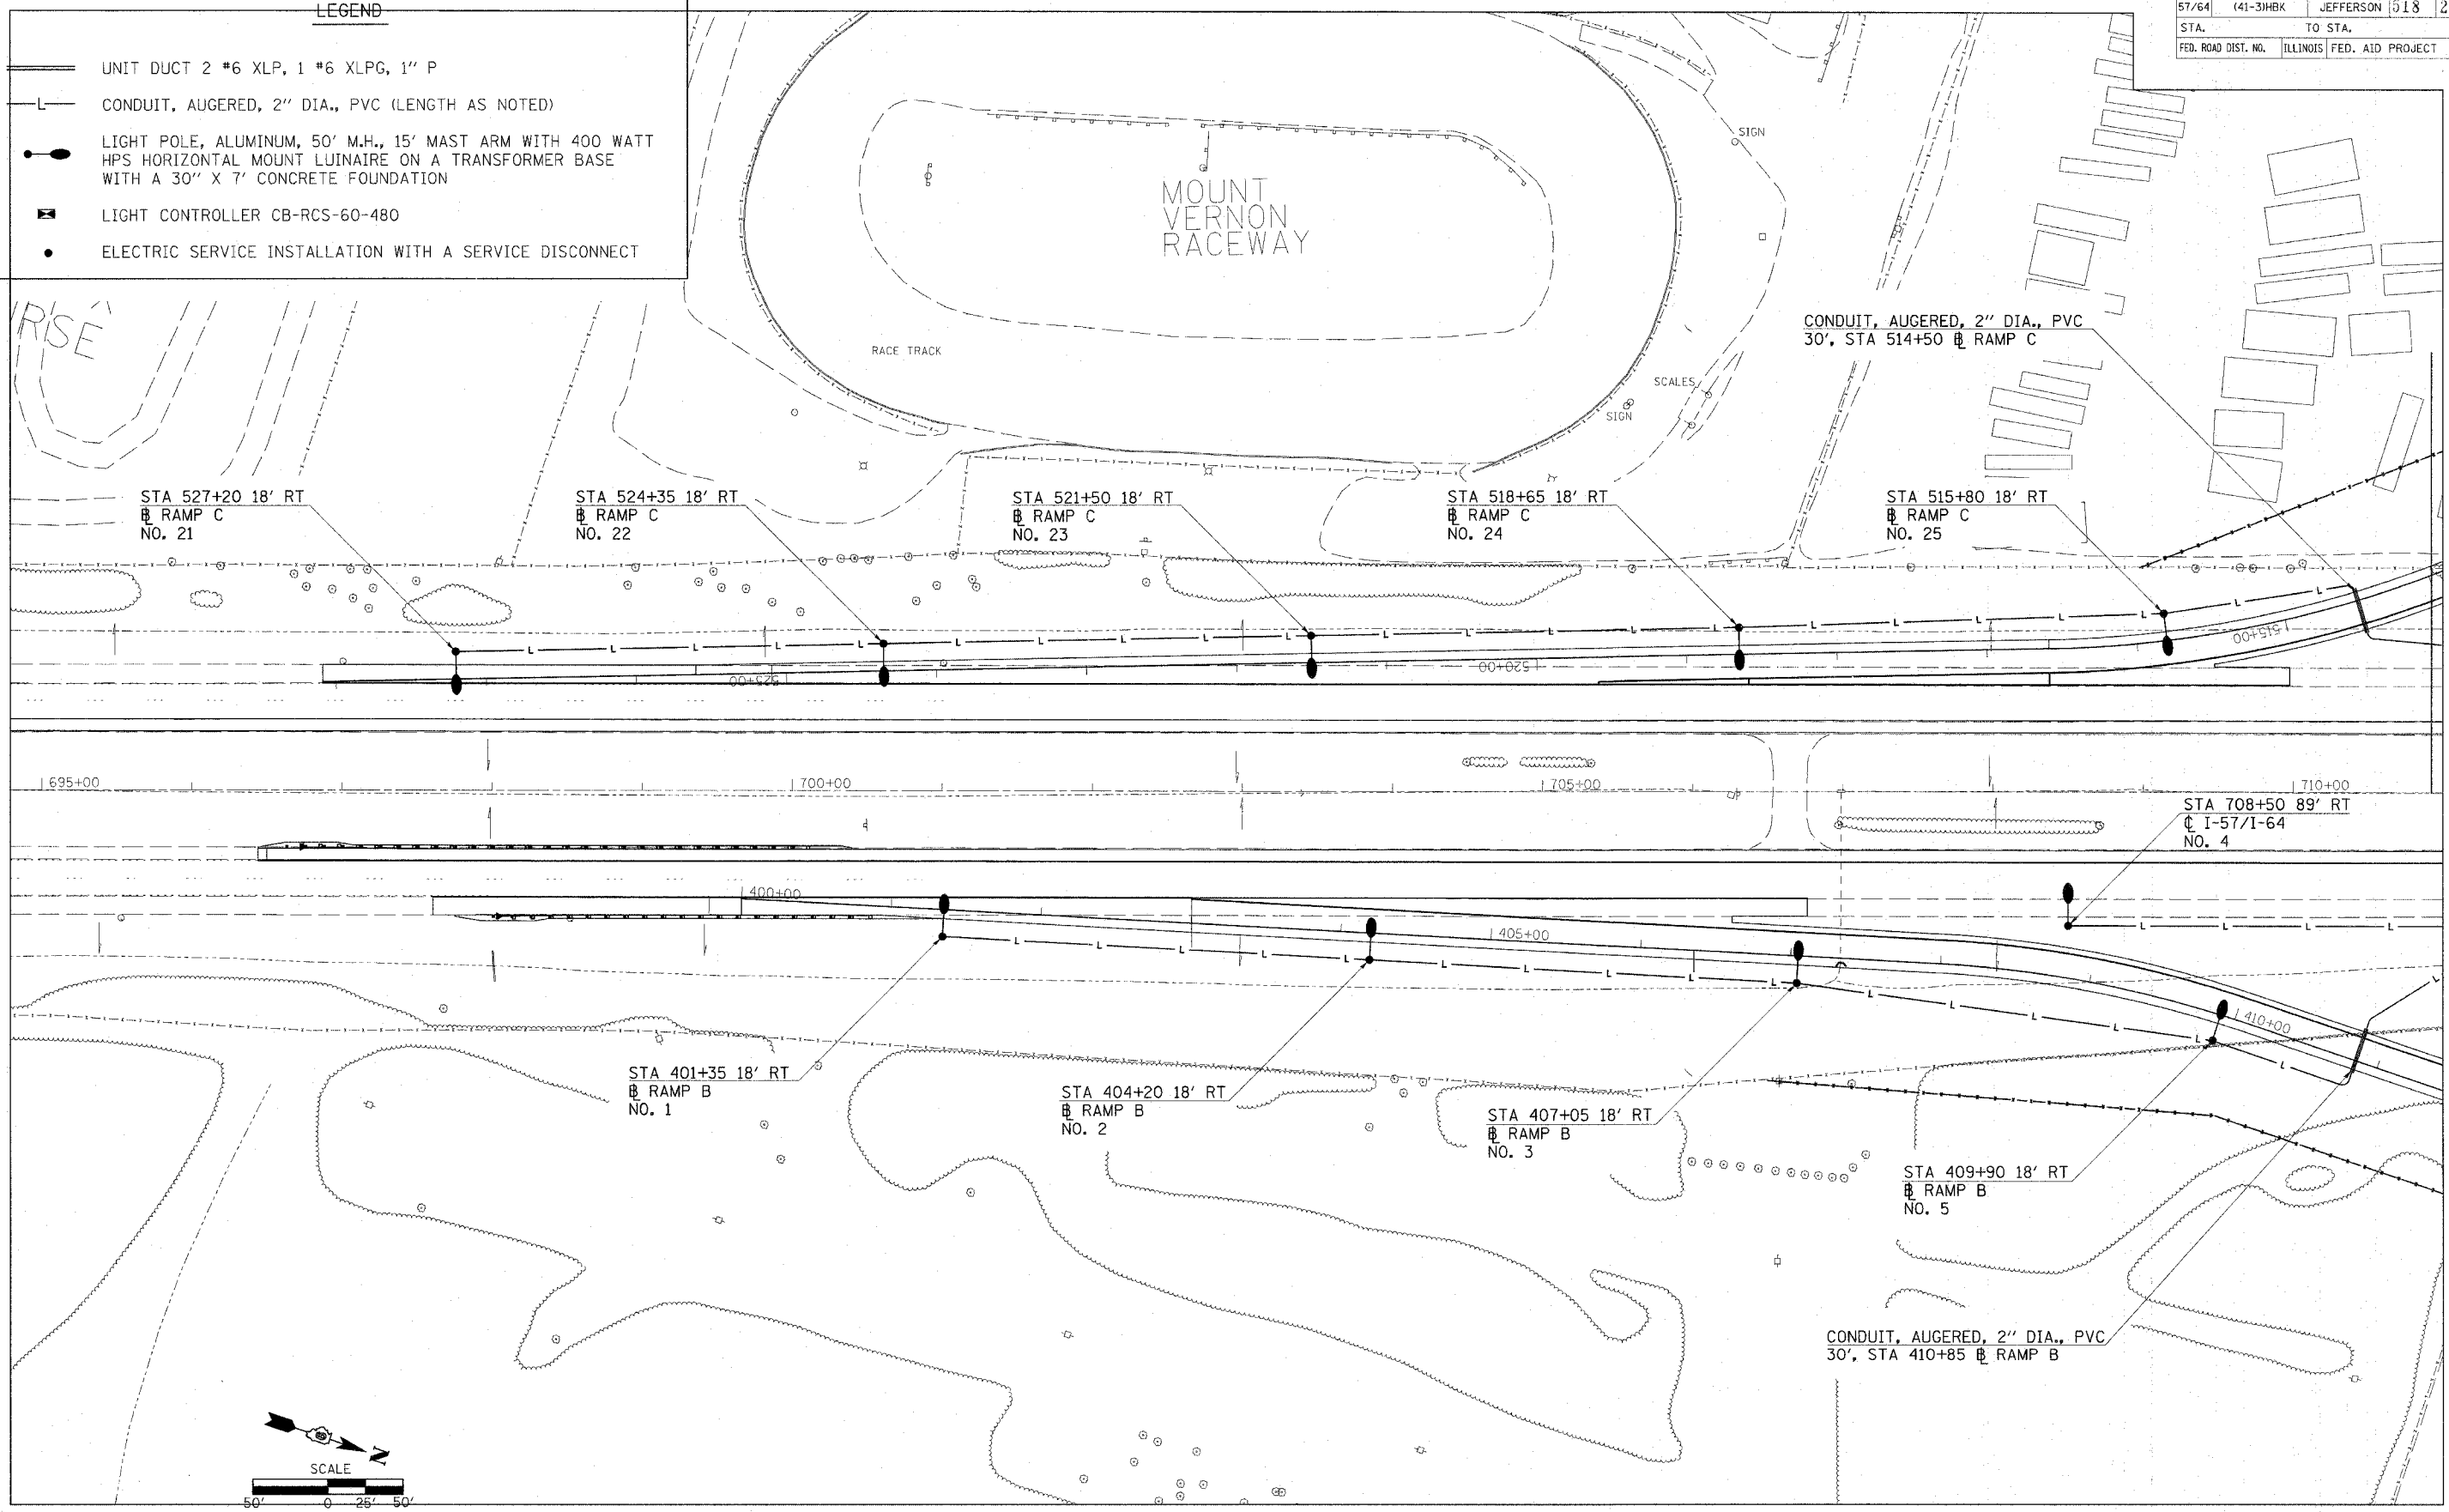 LEGEND
UNIT DUCT 2 #6 XLP, 1 #6 XLPG, 1" P
L CONDUIT, AUGERED, 2" DIA., PVC (LENGTH AS NOTED)
LIGHT POLE, ALUMINUM, 50' M.H., 15' MAST ARM WITH 400 WATT
HPS HORIZONTAL MOUNT LUINAIRE ON A TRANSFORMER BASE
WITH A 30" X 7' CONCRETE FOUNDATION
LIGHT CONTROLLER CB-RCS-60-480
ELECTRIC SERVICE INSTALLATION WITH A SERVICE DISCONNECT
57/64 (41-3)HBK JEFFERSON 518 2
STA. TO STA.
FED. ROAD DIST. NO. ILLINOIS FED. AID PROJECT
SIGN
MOUNT
VERNON
RACEWAY
RISE
RACE TRACK
SCALES
SIGN
CONDUIT, AUGERED, 2" DIA., PVC
30', STA 514+50 ⅊ RAMP C
STA 527+20 18' RT
⅊ RAMP C
NO. 21
STA 524+35 18' RT
⅊ RAMP C
NO. 22
STA 521+50 18' RT
⅊ RAMP C
NO. 23
STA 518+65 18' RT
⅊ RAMP C
NO. 24
STA 515+80 18' RT
⅊ RAMP C
NO. 25
525+00
520+00
515+00
695+00
700+00
705+00
710+00
STA 708+50 89' RT
℄ I-57/I-64
NO. 4
400+00
405+00
410+00
STA 401+35 18' RT
⅊ RAMP B
NO. 1
STA 404+20 18' RT
⅊ RAMP B
NO. 2
STA 407+05 18' RT
⅊ RAMP B
NO. 3
STA 409+90 18' RT
⅊ RAMP B
NO. 5
CONDUIT, AUGERED, 2" DIA., PVC
30', STA 410+85 ⅊ RAMP B
N
SCALE
50' 0 25' 50'